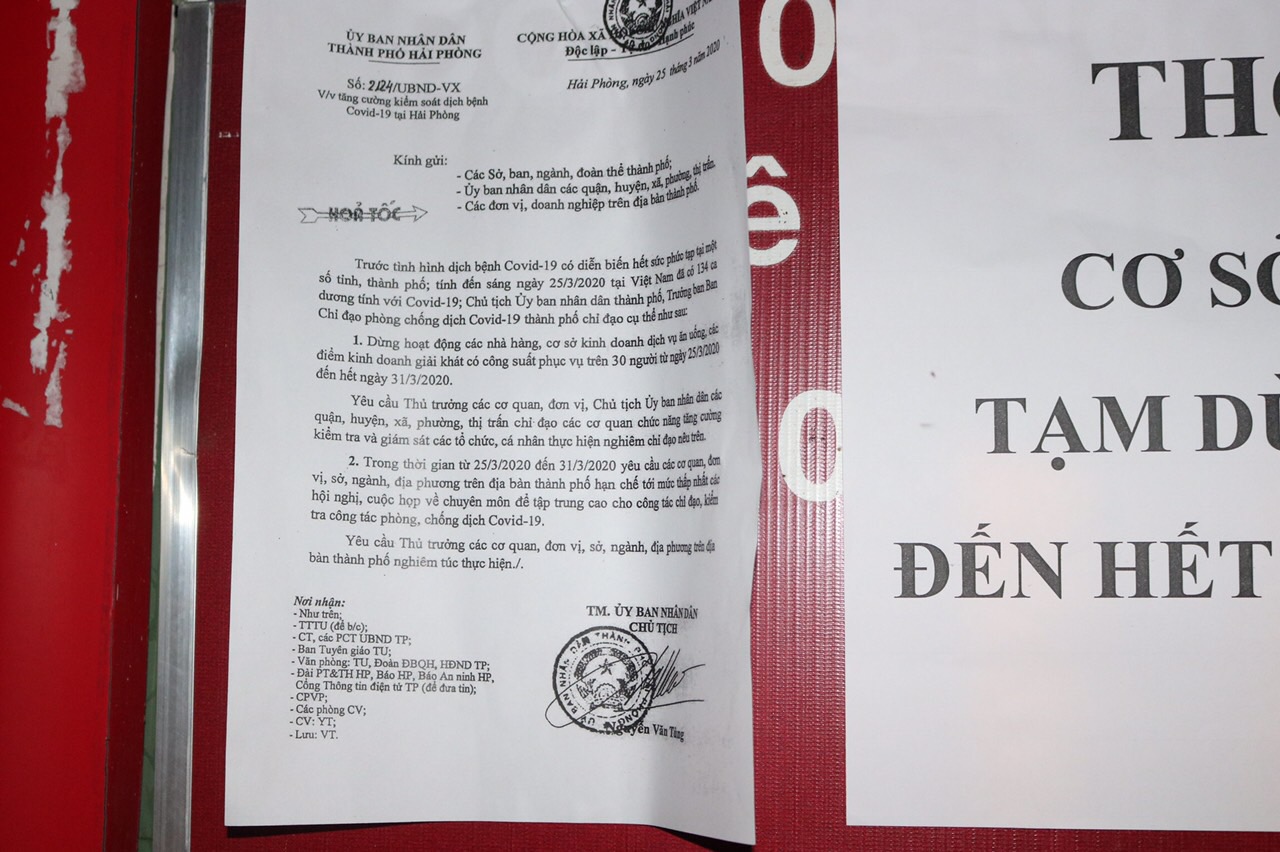 ỦY BAN NHÂN DÂN
THÀNH PHỐ HẢI PHÒNG
Số: 2124/UBND-VX
V/v tăng cường kiểm soát dịch bệnh
Covid-19 tại Hải Phòng
CỘNG HÒA XÃ HỘI NGHĨA VIỆT
Độc lập - Tự do Hạnh phúc
Hải Phòng, ngày 25 tháng 3 năm 2020
Kính gửi:
- Các Sở, ban, ngành, đoàn thể thành phố;
- Ủy ban nhân dân các quận, huyện, xã, phường, thị trấn.
- Các đơn vị, doanh nghiệp trên địa bàn thành phố.
HOẢ TỐC
Trước tình hình dịch bệnh Covid-19 có diễn biến hết sức phức tạp tại một
số tỉnh, thành phố; tính đến sáng ngày 25/3/2020 tại Việt Nam đã có 134 ca
dương tính với Covid-19; Chủ tịch Ủy ban nhân dân thành phố, Trưởng ban Ban
Chỉ đạo phòng chống dịch Covid-19 thành phố chỉ đạo cụ thể như sau:
1. Dừng hoạt động các nhà hàng, cơ sở kinh doanh dịch vụ ăn uống, các
điểm kinh doanh giải khát có công suất phục vụ trên 30 người từ ngày 25/3/2020
đến hết ngày 31/3/2020.
Yêu cầu Thủ trưởng các cơ quan, đơn vị, Chủ tịch Ủy ban nhân dân các
quận, huyện, xã, phường, thị trấn chỉ đạo các cơ quan chức năng tăng cường
kiểm tra và giám sát các tổ chức, cá nhân thực hiện nghiêm chỉ đạo nêu trên.
2. Trong thời gian từ 25/3/2020 đến 31/3/2020 yêu cầu các cơ quan, đơn
vị, sở, ngành, địa phương trên địa bàn thành phố hạn chế tới mức thấp nhất các
hội nghị, cuộc họp về chuyên môn để tập trung cao cho công tác chỉ đạo, kiểm
tra công tác phòng, chống dịch Covid-19.
Yêu cầu Thủ trưởng các cơ quan, đơn vị, sở, ngành, địa phương trên địa
bàn thành phố nghiêm túc thực hiện./.
Nơi nhận:
- Như trên;
- TTTU (để b/c);
- CT, các PCT UBND TP;
- Ban Tuyên giáo TU;
- Văn phòng: TU, Đoàn ĐBQH, HĐND TP;
- Đài PT&TH HP, Báo HP, Báo An ninh HP,
Cổng Thông tin điện tử TP (để đưa tin);
- CPVP;
- Các phòng CV;
- CV: YT;
- Lưu: VT.
TM. ỦY BAN NHÂN DÂN
CHỦ TỊCH
Nguyễn Văn Tùng
0
ê
0
TH
CƠ SỞ
TẠM DỪ
ĐẾN HẾT